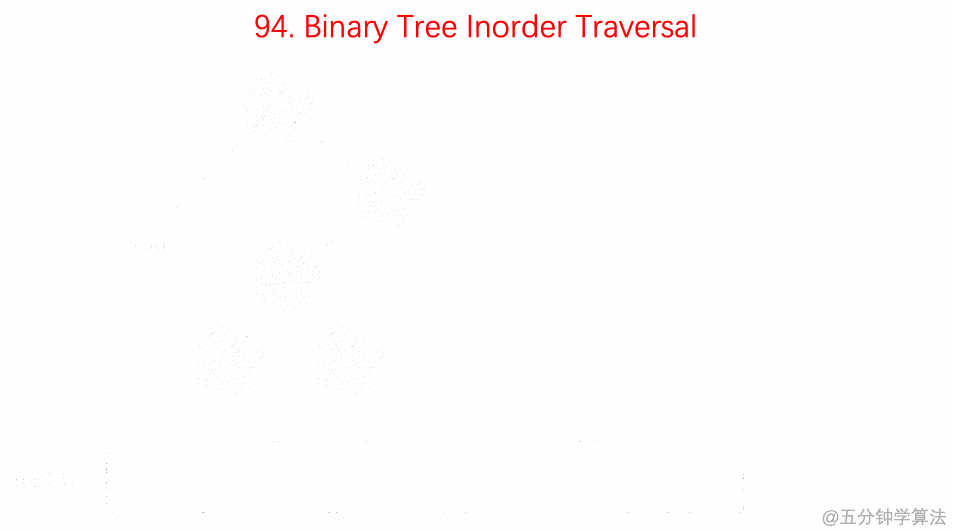 94. Binary Tree Inorder Traversal
@五分钟学算法